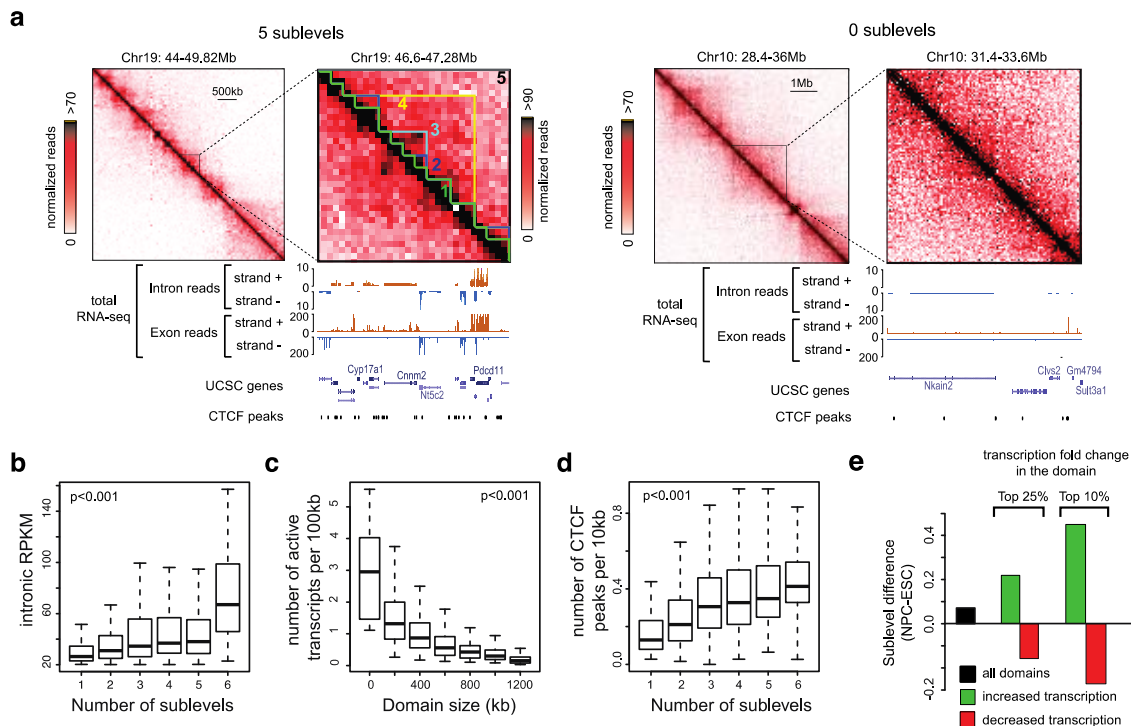 a
5 sublevels
0 sublevels
Chr19: 44-49.82Mb
Chr19: 46.6-47.28Mb
Chr10: 28.4-36Mb
Chr10: 31.4-33.6Mb
>70
normalized reads
0
500kb
5
4
3
2
1
>90
normalized reads
0
>70
normalized reads
0
1Mb
total RNA-seq
Intron reads
strand +
strand -
Exon reads
strand +
strand -
10
0
10
200
0
200
UCSC genes
Cyp17a1
Cnnm2
Nt5c2
Pdcd11
CTCF peaks
total RNA-seq
Intron reads
strand +
strand -
Exon reads
strand +
strand -
10
0
10
200
0
200
UCSC genes
Nkain2
Clvs2
Gm4794
Sult3a1
CTCF peaks
b
p<0.001
intronic RPKM
20 60 100 140
1 2 3 4 5 6
Number of sublevels
c
p<0.001
number of active transcripts per 100kb
0 1 2 3 4 5
0 400 800 1200
Domain size (kb)
d
p<0.001
number of CTCF peaks per 10kb
0.0 0.4 0.8
1 2 3 4 5 6
Number of sublevels
e
transcription fold change
in the domain
Top 25%
Top 10%
Sublevel difference (NPC-ESC)
0.4
0.2
0.0
-0.2
all domains
increased transcription
decreased transcription